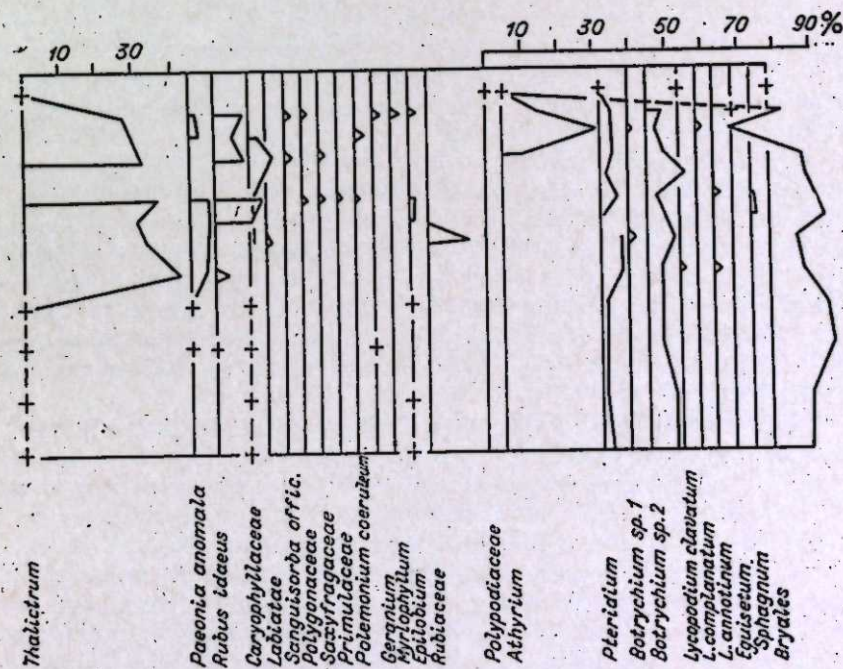 10 30
10 30 50 70 90 %
Thalictrum
Paeonia anomala
Rubus idaeus
Caryophyllaceae
Labiatae
Sanguisorba offic.
Polygonaceae
Saxyfragaceae
Primulaceae
Polemonium coeruleum
Geranium
Myriophyllum
Epilobium
Rubiaceae
Polypodiaceae
Athyrium
Pteridium
Botrychium sp. 1
Botrychium sp. 2
Lycopodium clavatum
L. complanatum
L. annotinum
Equisetum
Sphagnum
Bryales